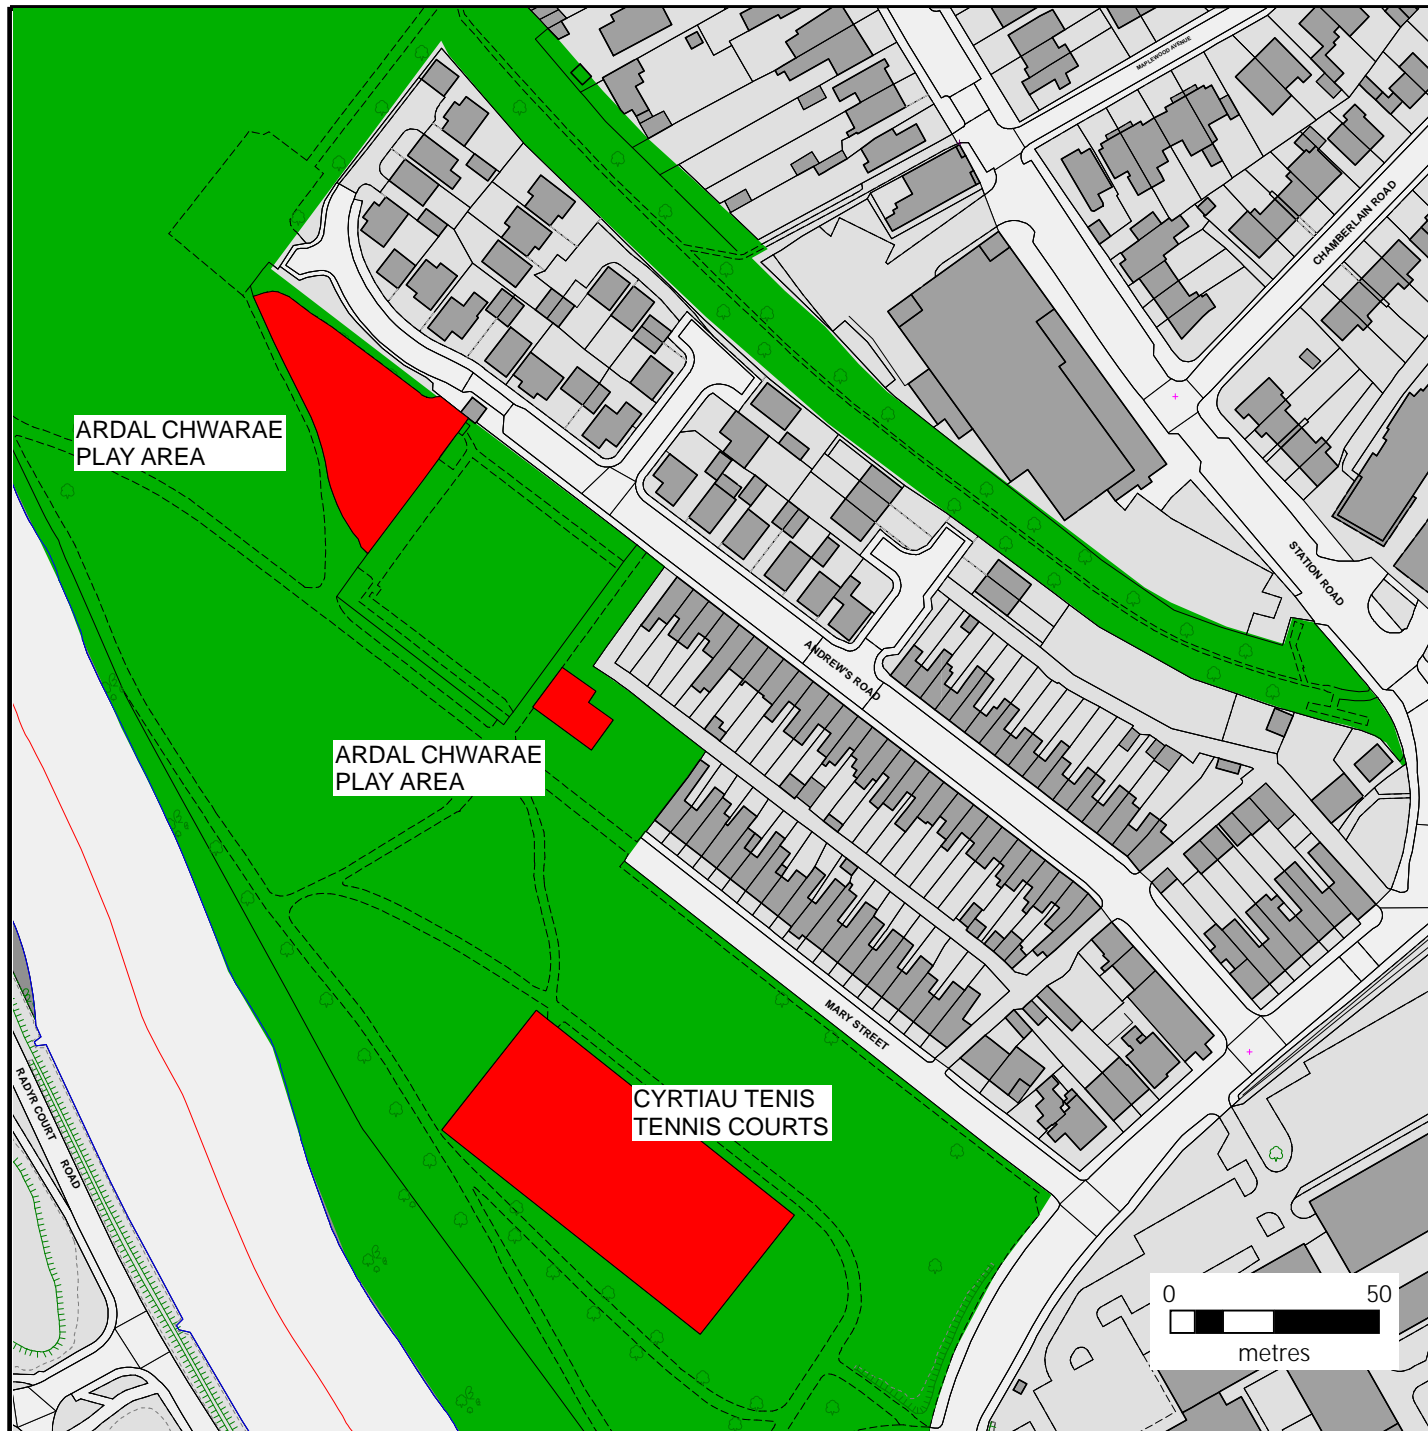 MAPLEWOOD AVENUE
CHAMBERLAIN ROAD
ARDAL CHWARAE
PLAY AREA
STATION ROAD
ANDREW'S ROAD
ARDAL CHWARAE
PLAY AREA
MARY STREET
RADYR COURT
ROAD
CYRTIAU TENIS
TENNIS COURTS
0 50
metres